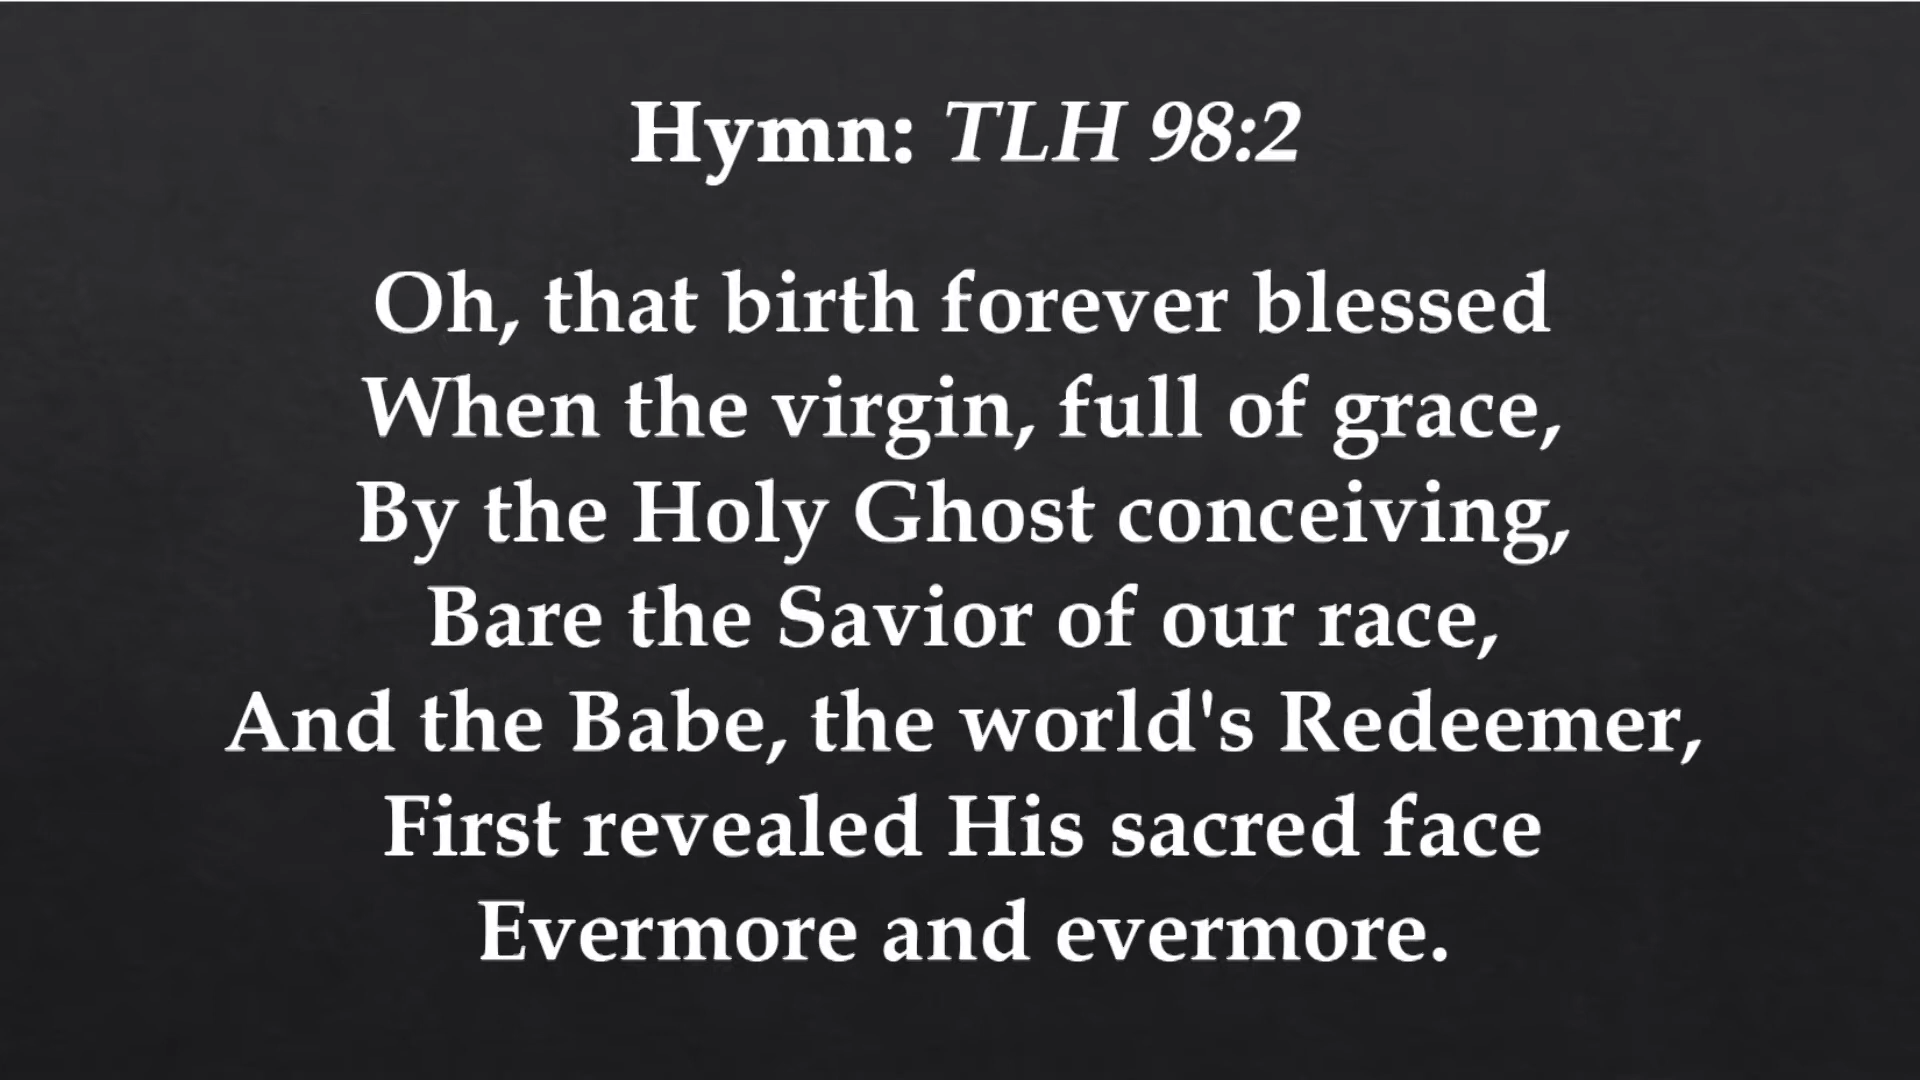 Hymn: TLH 98:2
Oh, that birth forever blessed
When the virgin, full of grace,
By the Holy Ghost conceiving,
Bare the Savior of our race,
And the Babe, the world's Redeemer,
First revealed His sacred face
Evermore and evermore.